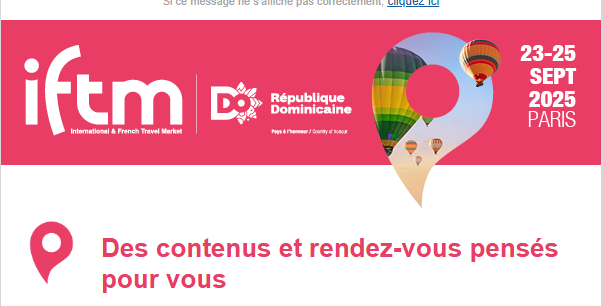 Si ce message ne s'affiche pas correctement, cliquez ici
iftm
International & French Travel Market
DO
République
Dominicaine
Pays à l'honneur / Country of honour
23-25
SEPT
2025
PARIS
Des contenus et rendez-vous pensés
pour vous